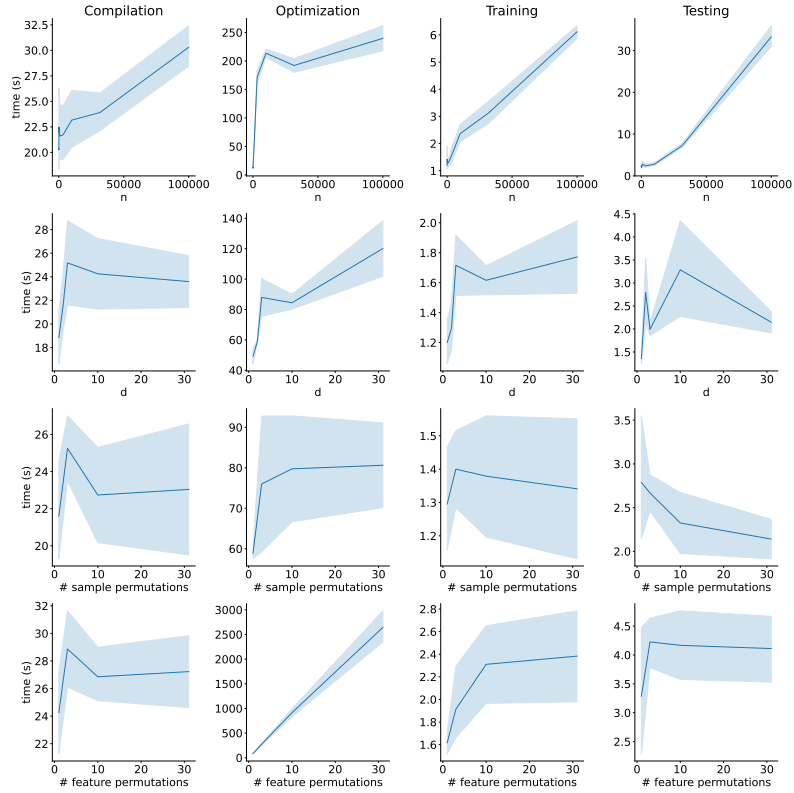 Compilation Optimization Training Testing
time (s)
32.5 30.0 27.5 25.0 22.5 20.0
0 50000 100000
n
250 200 150 100 50 0
0 50000 100000
n
6 5 4 3 2 1
0 50000 100000
n
30 20 10 0
0 50000 100000
n
time (s)
28 26 24 22 20 18
0 10 20 30
d
140 120 100 80 60 40
0 10 20 30
d
2.0 1.8 1.6 1.4 1.2
0 10 20 30
d
4.5 4.0 3.5 3.0 2.5 2.0 1.5
0 10 20 30
d
time (s)
26 24 22 20
0 10 20 30
# sample permutations
90 80 70 60
0 10 20 30
# sample permutations
1.5 1.4 1.3 1.2
0 10 20 30
# sample permutations
3.5 3.0 2.5 2.0
0 10 20 30
# sample permutations
time (s)
32 30 28 26 24 22
0 10 20 30
# feature permutations
3000 2500 2000 1500 1000 500 0
0 10 20 30
# feature permutations
2.8 2.6 2.4 2.2 2.0 1.8 1.6
0 10 20 30
# feature permutations
4.5 4.0 3.5 3.0 2.5
0 10 20 30
# feature permutations